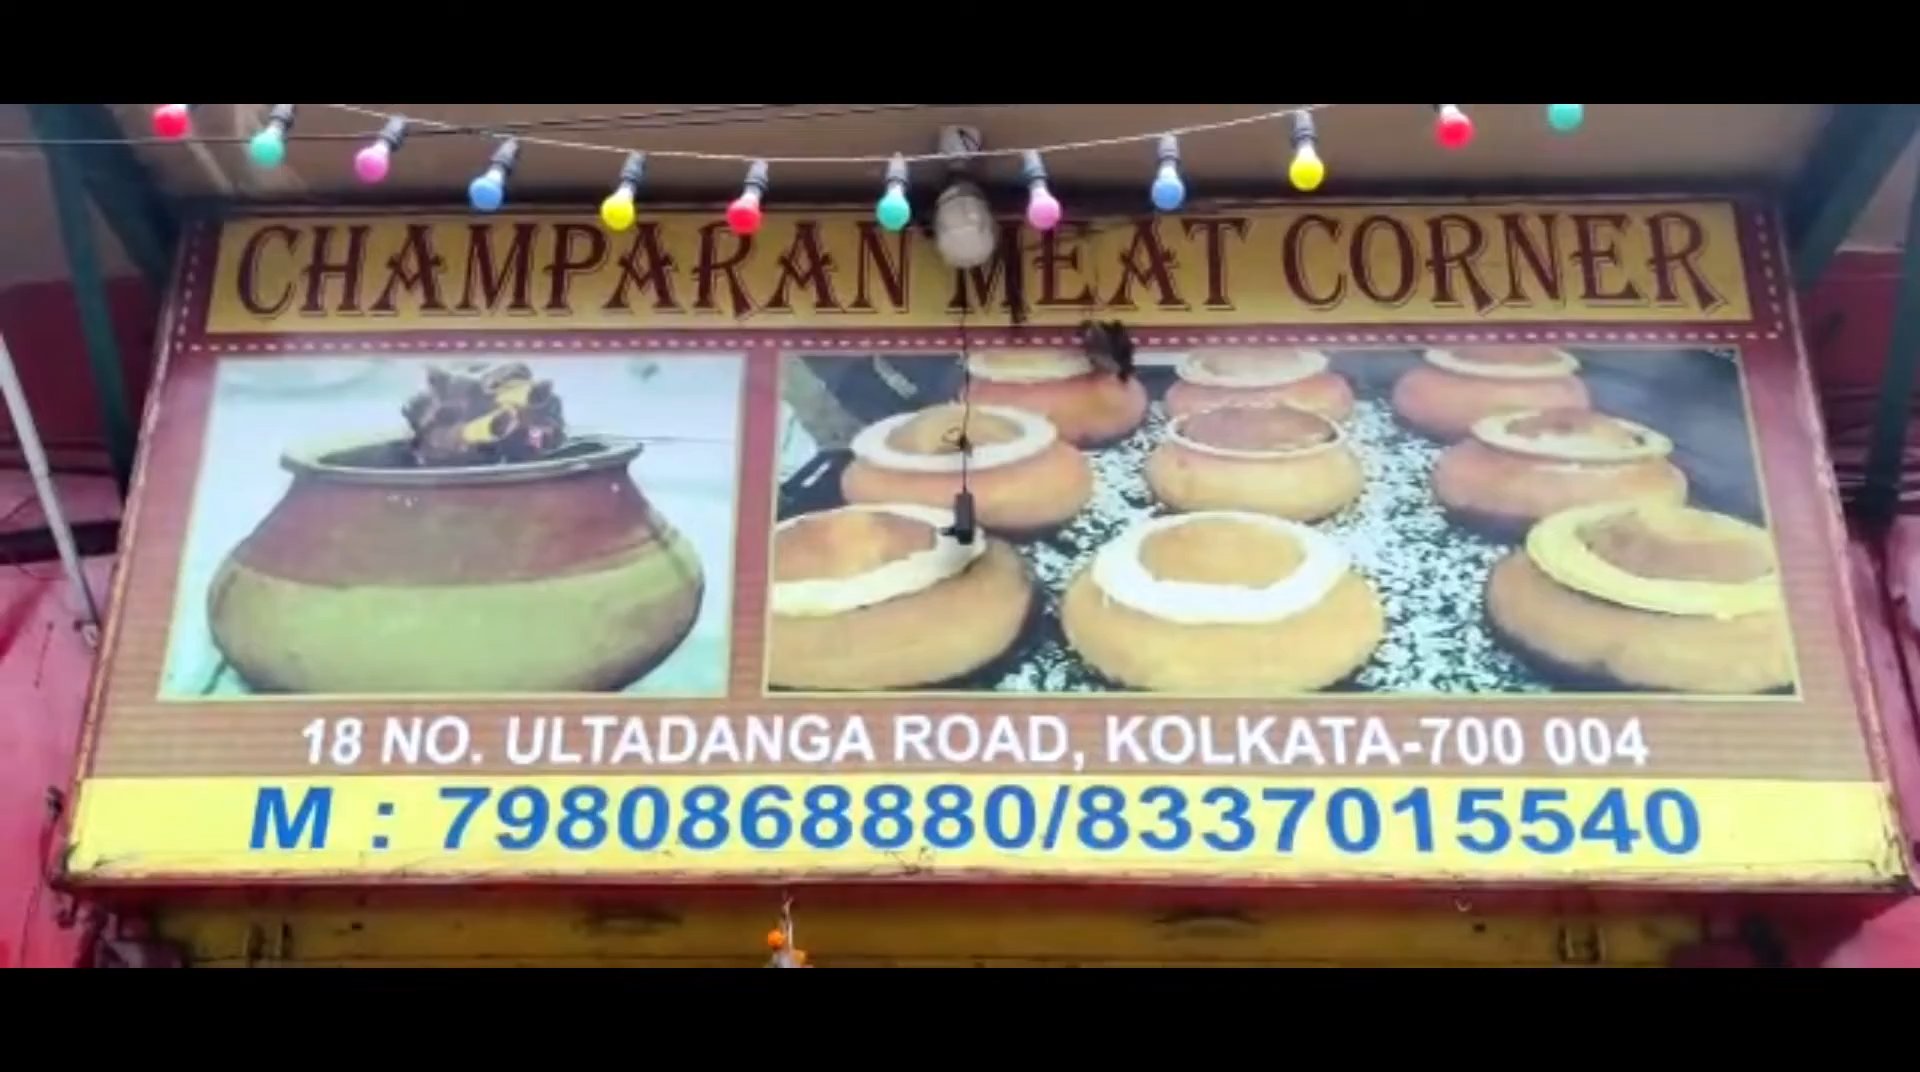 CHAMPARAN MEAT CORNER
18 NO. ULTADANGA ROAD, KOLKATA-700 004
M : 7980868880/8337015540